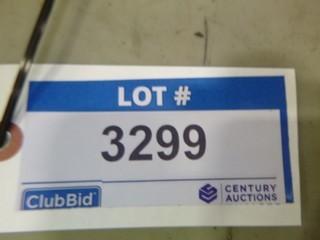 LOT #
3299
ClubBid
CENTURY
AUCTIONS